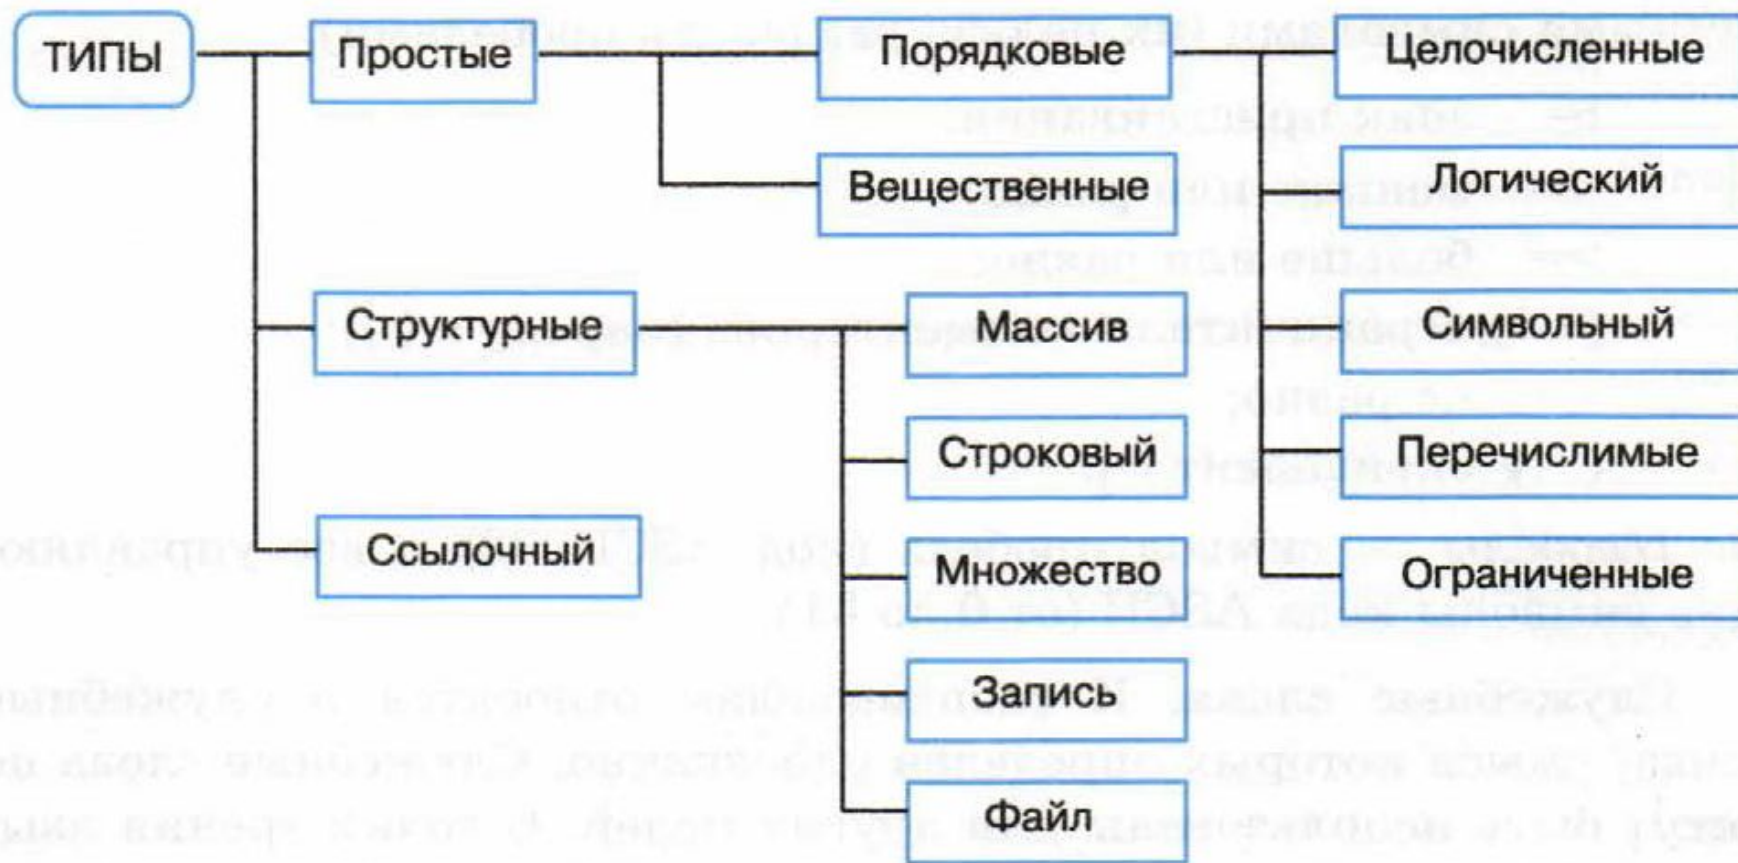 ТИПЫ
Простые
Порядковые
Целочисленные
Вещественные
Логический
Структурные
Массив
Символьный
Строковый
Перечислимые
Ссылочный
Множество
Ограниченные
Запись
Файл